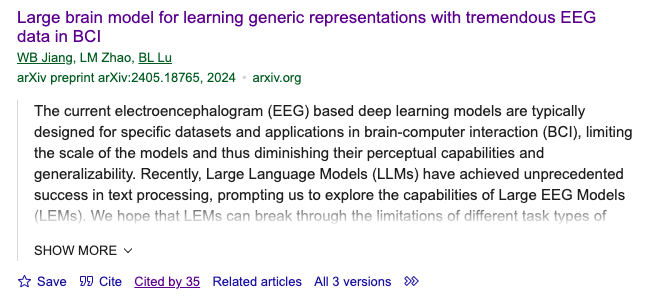 Large brain model for learning generic representations with tremendous EEG
data in BCI
WB Jiang, LM Zhao, BL Lu
arXiv preprint arXiv:2405.18765, 2024 • arxiv.org
The current electroencephalogram (EEG) based deep learning models are typically
designed for specific datasets and applications in brain-computer interaction (BCI), limiting
the scale of the models and thus diminishing their perceptual capabilities and
generalizability. Recently, Large Language Models (LLMs) have achieved unprecedented
success in text processing, prompting us to explore the capabilities of Large EEG Models
(LEMs). We hope that LEMs can break through the limitations of different task types of
SHOW MORE
Save Cite Cited by 35 Related articles All 3 versions